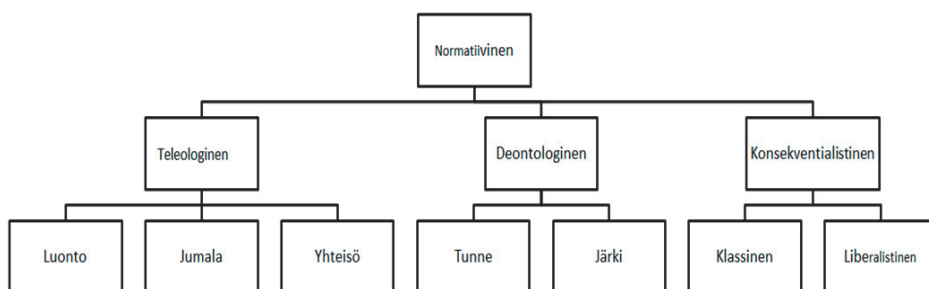 Normatiivinen
Teleologinen
Deontologinen
Konsekventialistinen
Luonto
Jumala
Yhteisö
Tunne
Järki
Klassinen
Liberalistinen